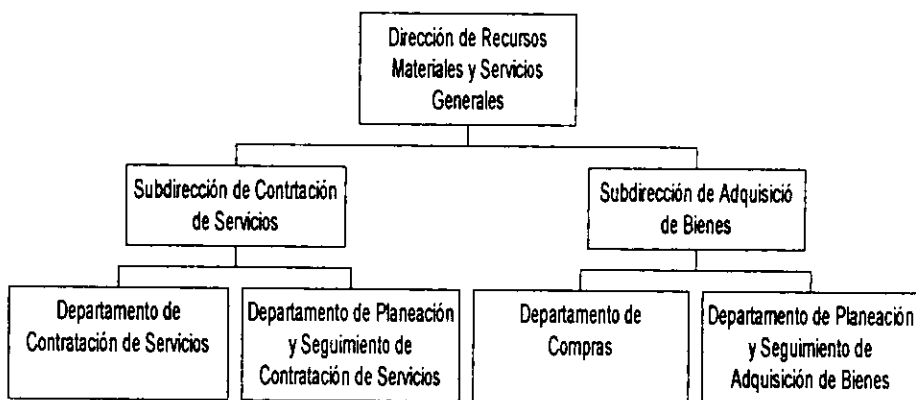 Dirección de Recursos
Materiales y Servicios
Generales
Subdirección de Contrtación
de Servicios
Subdirección de Adquisició
de Bienes
Departamento de
Contratación de Servicios
Departamento de Planeación
y Seguimiento de
Contratación de Servicios
Departamento de
Compras
Departamento de Planeación
y Seguimiento de
Adquisición de Bienes